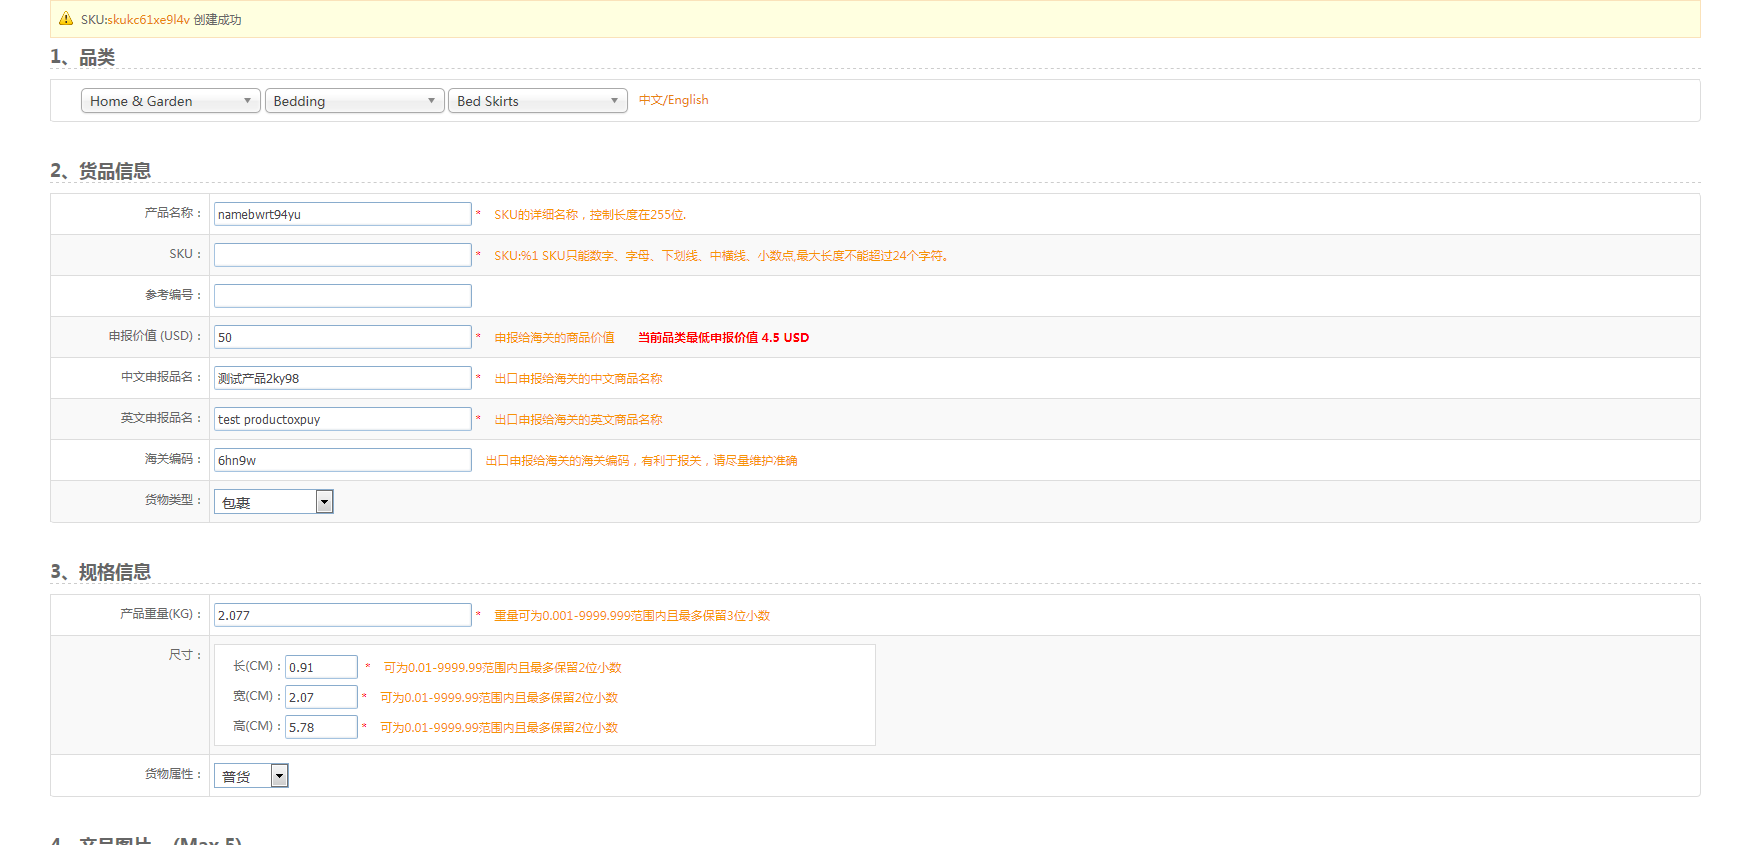 SKU:skukc61xe9l4v 创建成功
1、品类
Home & Garden Bedding Bed Skirts 中文/English
2、货品信息
产品名称： namebwrt94yu * SKU的详细名称，控制长度在255位.
SKU： * SKU:%1 SKU只能数字、字母、下划线、中横线、小数点,最大长度不能超过24个字符。
参考编号：
申报价值 (USD)： 50 * 申报给海关的商品价值 当前品类最低申报价值 4.5 USD
中文申报品名： 测试产品2ky98 * 出口申报给海关的中文商品名称
英文申报品名： test productoxpuy * 出口申报给海关的英文商品名称
海关编码： 6hn9w 出口申报给海关的海关编码，有利于报关，请尽量维护准确
货物类型： 包裹
3、规格信息
产品重量(KG)： 2.077 * 重量可为0.001-9999.999范围内且最多保留3位小数
尺寸：
长(CM)： 0.91 * 可为0.01-9999.99范围内且最多保留2位小数
宽(CM)： 2.07 * 可为0.01-9999.99范围内且最多保留2位小数
高(CM)： 5.78 * 可为0.01-9999.99范围内且最多保留2位小数
货物属性： 普货
4、产品图片 (Max 5)